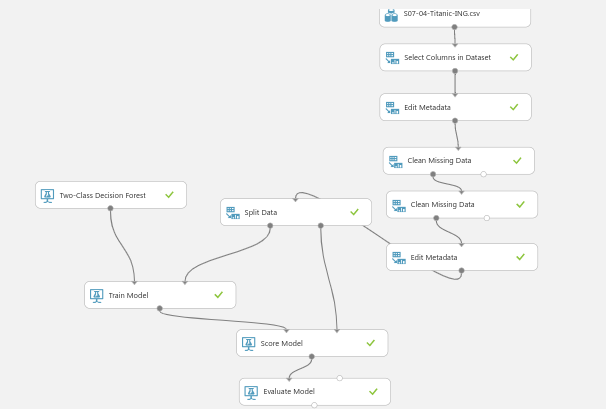 S07-04-Titanic-ING.csv
Select Columns in Dataset
Edit Metadata
Clean Missing Data
Two-Class Decision Forest
Clean Missing Data
Split Data
Edit Metadata
Train Model
Score Model
Evaluate Model